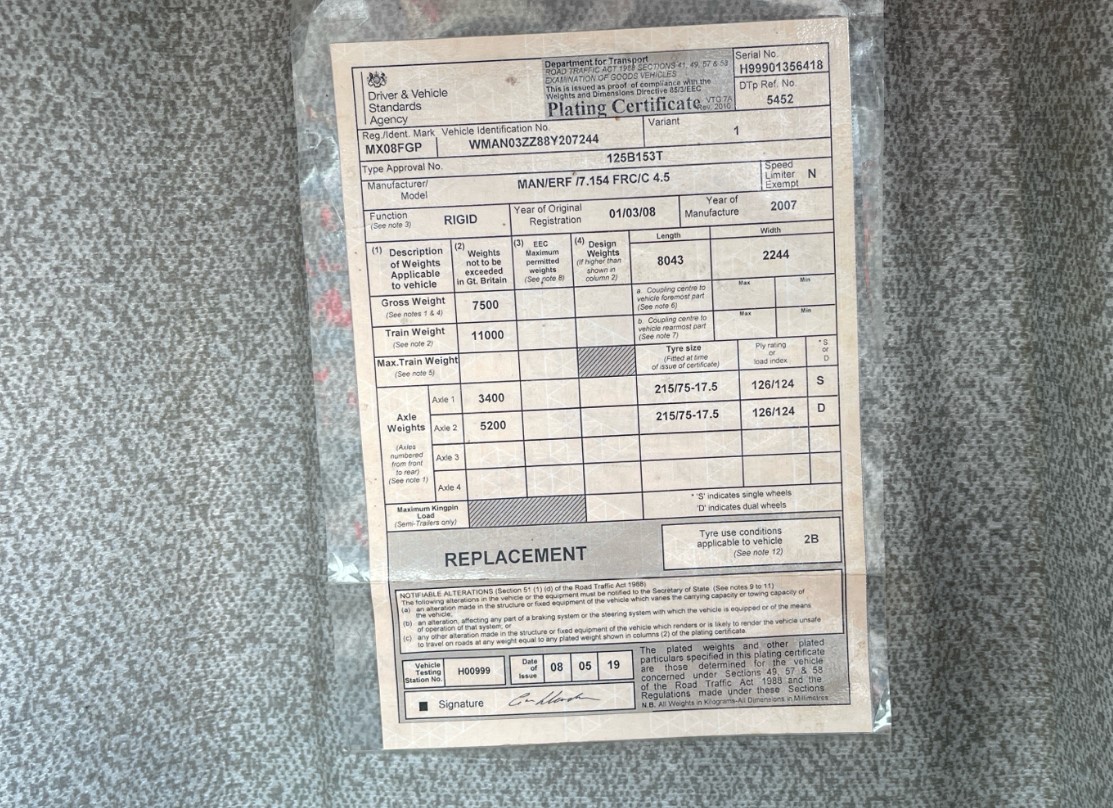 Driver & Vehicle
Standards
Agency
Department for Transport
ROAD TRAFFIC ACT 1988 SECTIONS 41, 49, 57 & 58
EXAMINATION OF GOODS VEHICLES
This is issued as proof of compliance with the
Weights and Dimensions Directive 85/3/EEC
Plating Certificate VTG 7A
Rev. 2010
Serial No.
H99901356418
DTp Ref. No.
5452
Reg./Ident. Mark
MX08FGP
Vehicle Identification No.
WMAN03ZZ88Y207244
Variant
1
Type Approval No.
125B153T
Manufacturer/
Model
MAN/ERF /7.154 FRC/C 4.5
Speed
Limiter
Exempt
N
Function
(See note 3)
RIGID
Year of Original
Registration
01/03/08
Year of
Manufacture
2007
(1) Description
of Weights
Applicable
to vehicle
(2) Weights
not to be
exceeded
in Gt. Britain
(3) EEC
Maximum
permitted
weights
(See note 8)
(4) Design
Weights
(if higher than
shown in
column 2)
Length
8043
Width
2244
Gross Weight
(See notes 1 & 4)
7500
a. Coupling centre to
vehicle foremost part
(See note 6)
Max
Min
Train Weight
(See note 2)
11000
b. Coupling centre to
vehicle rearmost part
(See note 7)
Max
Min
Max.Train Weight
(See note 5)
Tyre size
(Fitted at time
of issue of certificate)
Ply rating
or
load index
*S
or
D
Axle
Weights
(Axles
numbered
from front
to rear)
(See note 1)
Axle 1
3400
215/75-17.5
126/124
S
Axle 2
5200
215/75-17.5
126/124
D
Axle 3
Axle 4
Maximum Kingpin
Load
(Semi-Trailers only)
* 'S' indicates single wheels
'D' indicates dual wheels
REPLACEMENT
Tyre use conditions
applicable to vehicle
(See note 12)
2B
NOTIFIABLE ALTERATIONS (Section 51 (1) (d) of the Road Traffic Act 1988)
The following alterations in the vehicle or the equipment must be notified to the Secretary of State. (See notes 9 to 11)
(a) an alteration made in the structure or fixed equipment of the vehicle which varies the carrying capacity or towing capacity of
the vehicle;
(b) an alteration, affecting any part of a braking system or the steering system with which the vehicle is equipped or of the means
of operation of that system; or
(c) any other alteration made in the structure or fixed equipment of the vehicle which renders or is likely to render the vehicle unsafe
to travel on roads at any weight equal to any plated weight shown in columns (2) of the plating certificate.
Vehicle
Testing
Station No.
H00999
Date
of
Issue
08
05
19
Signature
The plated weights and other plated
particulars specified in this plating certificate
are those determined for the vehicle
concerned under Sections 49, 57 & 58
of the Road Traffic Act 1988 and the
Regulations made under these Sections
N.B. All Weights in Kilograms-All Dimensions in Millimetres